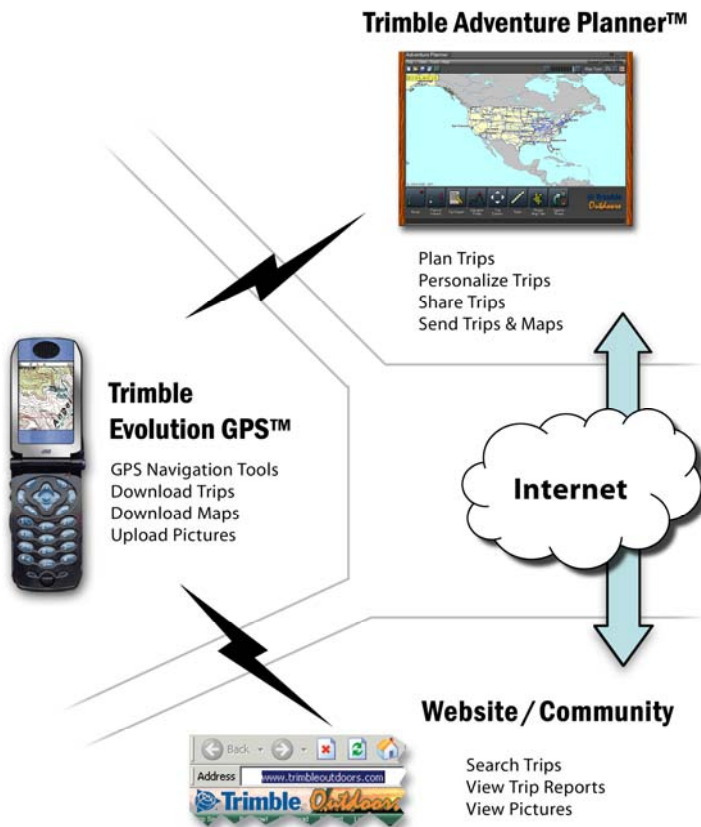 Trimble Adventure Planner™
Trimble
Outdoors
Plan Trips
Personalize Trips
Share Trips
Send Trips & Maps
Trimble
Evolution GPS™
GPS Navigation Tools
Download Trips
Download Maps
Upload Pictures
Internet
Website / Community
Search Trips
View Trip Reports
View Pictures
Back
Address www.trimbleoutdoors.com
Trimble Outdoors